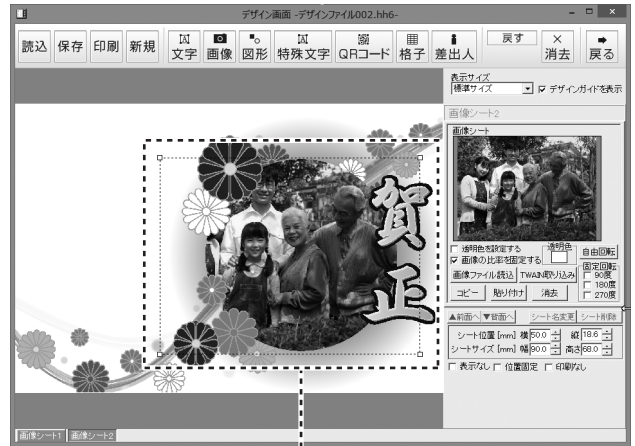 デザイン画面 -デザインファイル002.hh6-
読込 保存 印刷 新規 文字 画像 図形 特殊文字 QRコード 格子 差出人 戻す 消去 戻る
表示サイズ
標準サイズ デザインガイドを表示
画像シート2
画像シート
賀正
透明色を設定する 透明色
画像の比率を固定する 自由回転
画像ファイル読込 TWAIN取り込み 固定回転
90度
180度
コピー 貼り付け 消去 270度
▲前面へ ▼背面へ シート名変更 シート削除
シート位置 [mm] 横 50.0 縦 18.6
シートサイズ [mm] 幅 90.0 高さ 68.0
表示なし 位置固定 印刷なし
画像シート1 画像シート2